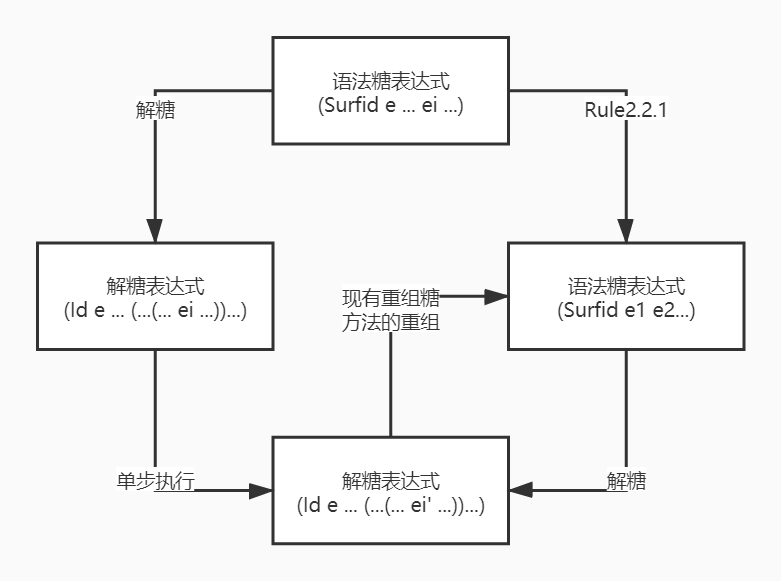 语法糖表达式
(Surfid e ... ei ...)
解糖
Rule2.2.1
解糖表达式
(Id e ... (...(... ei ...))...)
现有重组糖
方法的重组
语法糖表达式
(Surfid e1 e2...)
单步执行
解糖表达式
(Id e ... (...(... ei' ...))...)
解糖